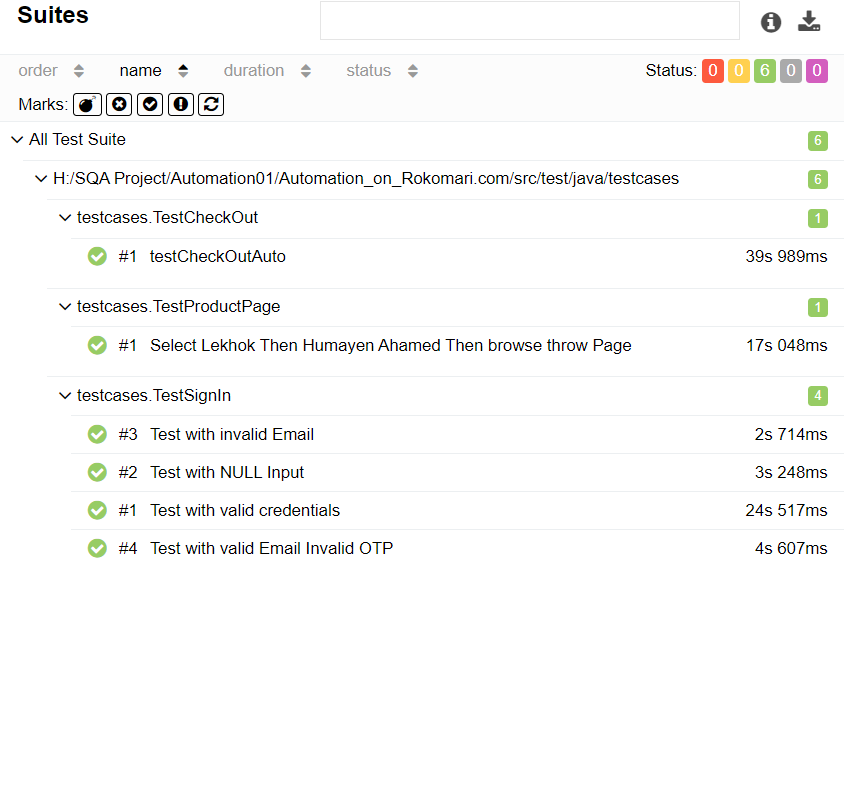 Suites
order name duration status Status: 0 0 6 0 0
Marks:
All Test Suite 6
H:/SQA Project/Automation01/Automation_on_Rokomari.com/src/test/java/testcases 6
testcases.TestCheckOut 1
#1 testCheckOutAuto 39s 989ms
testcases.TestProductPage 1
#1 Select Lekhok Then Humayen Ahamed Then browse throw Page 17s 048ms
testcases.TestSignIn 4
#3 Test with invalid Email 2s 714ms
#2 Test with NULL Input 3s 248ms
#1 Test with valid credentials 24s 517ms
#4 Test with valid Email Invalid OTP 4s 607ms